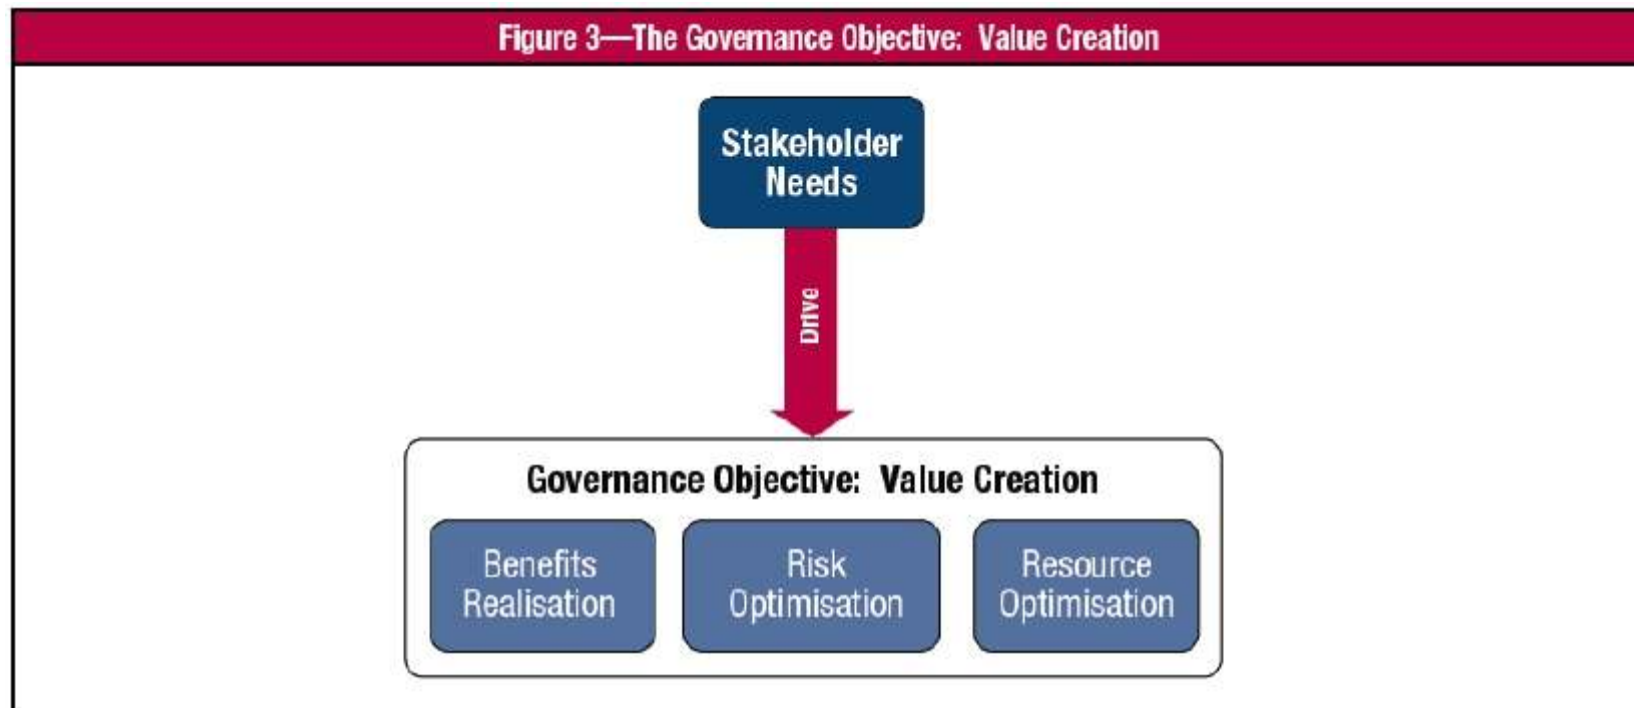 Figure 3—The Governance Objective: Value Creation
Stakeholder
Needs
Drive
Governance Objective: Value Creation
Benefits
Realisation
Risk
Optimisation
Resource
Optimisation